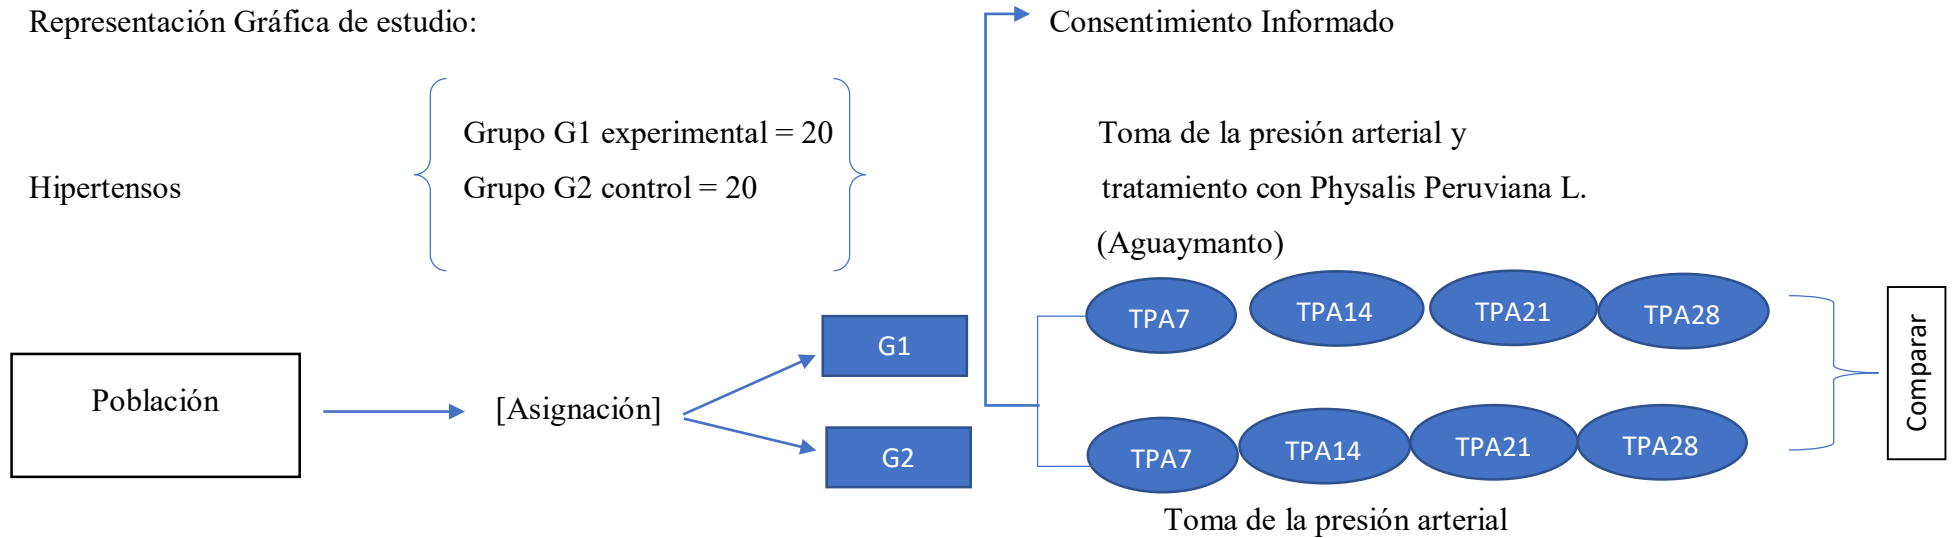 Representación Gráfica de estudio:
Consentimiento Informado
Grupo G1 experimental = 20
Grupo G2 control = 20
Hipertensos
Toma de la presión arterial y
tratamiento con Physalis Peruviana L.
(Aguaymanto)
Población
[Asignación]
G1
G2
TPA7
TPA14
TPA21
TPA28
TPA7
TPA14
TPA21
TPA28
Toma de la presión arterial
Comparar